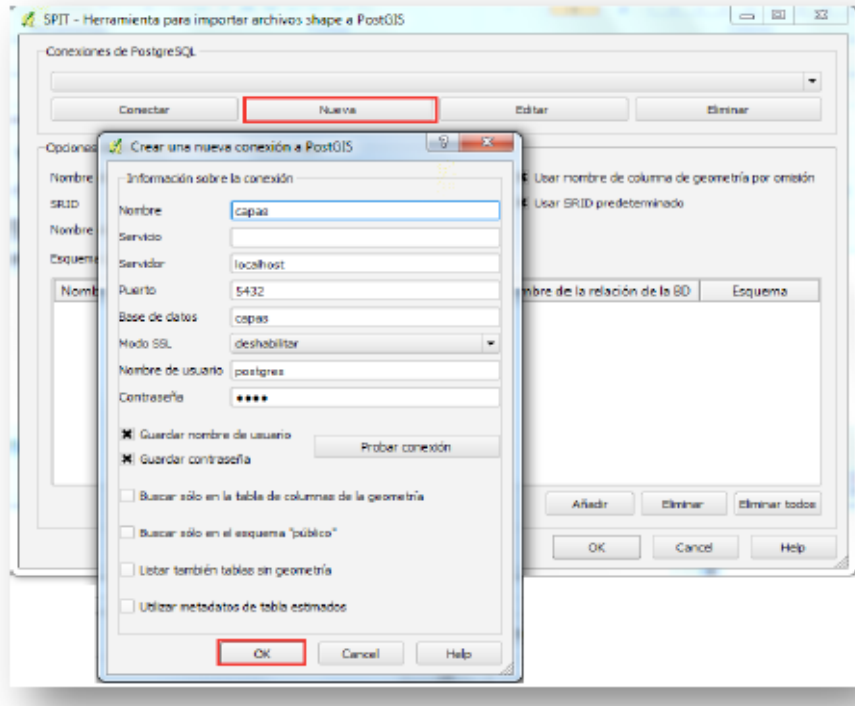 SPIT - Herramienta para importar archivos shape a PostGIS
Conexiones de PostgreSQL
Conectar
Nueva
Editar
Eliminar
Opciones
Nombre
Usar nombre de columna de geometría por omisión
SRID
Usar SRID predeterminado
Nombre
Esquema
Nomb
mbre de la relación de la BD
Esquema
Añadir
Eliminar
Eliminar todos
OK
Cancel
Help
Crear una nueva conexión a PostGIS
Información sobre la conexión
Nombre
capas
Servicio
Servidor
localhost
Puerto
5432
Base de datos
capas
Modo SSL
deshabilitar
Nombre de usuario
postgres
Contraseña
••••
Guardar nombre de usuario
Guardar contraseña
Probar conexión
Buscar sólo en la tabla de columnas de la geometría
Buscar sólo en el esquema "público"
Listar también tablas sin geometría
Utilizar metadatos de tabla estimados
OK
Cancel
Help